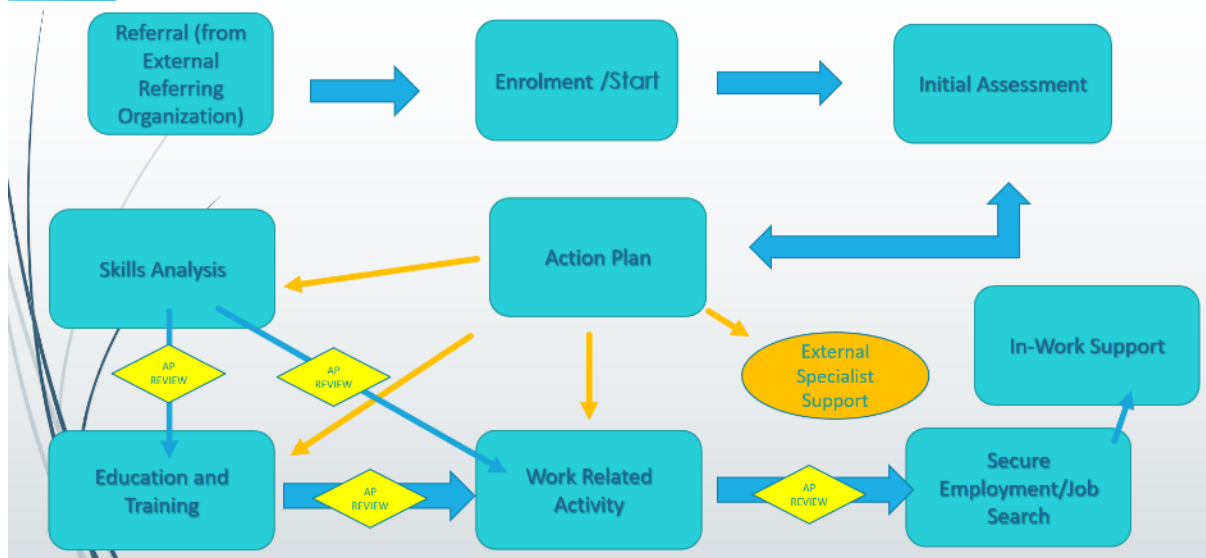 Referral (from
External
Referring
Organization)
Enrolment /Start
Initial Assessment
Skills Analysis
Action Plan
In-Work Support
External
Specialist
Support
AP
REVIEW
AP
REVIEW
Education and
Training
AP
REVIEW
Work Related
Activity
AP
REVIEW
Secure
Employment/Job
Search